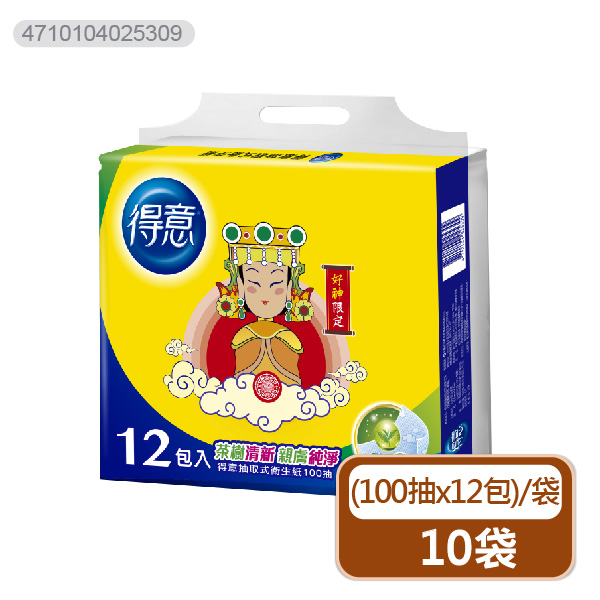 4710104025309
得意
好神限定
12包入
茶樹清新 親膚純淨
得意抽取式衛生紙100抽
(100抽x12包)/袋
10袋